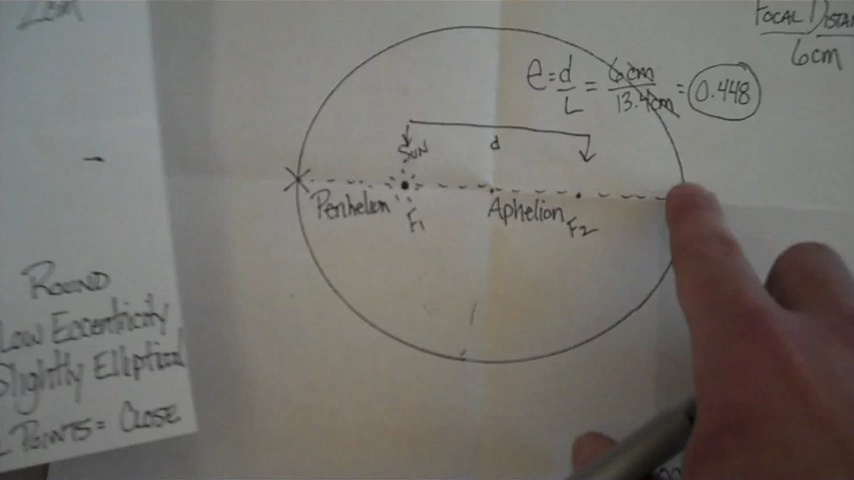 FOCAL
6cm
e = d/L = 6cm/13.4cm = 0.448
SUN
d
Perihelion
Aphelion
F1
F2
ROUND
Low Eccentricity
Slightly Elliptical
POINTS = CLOSE